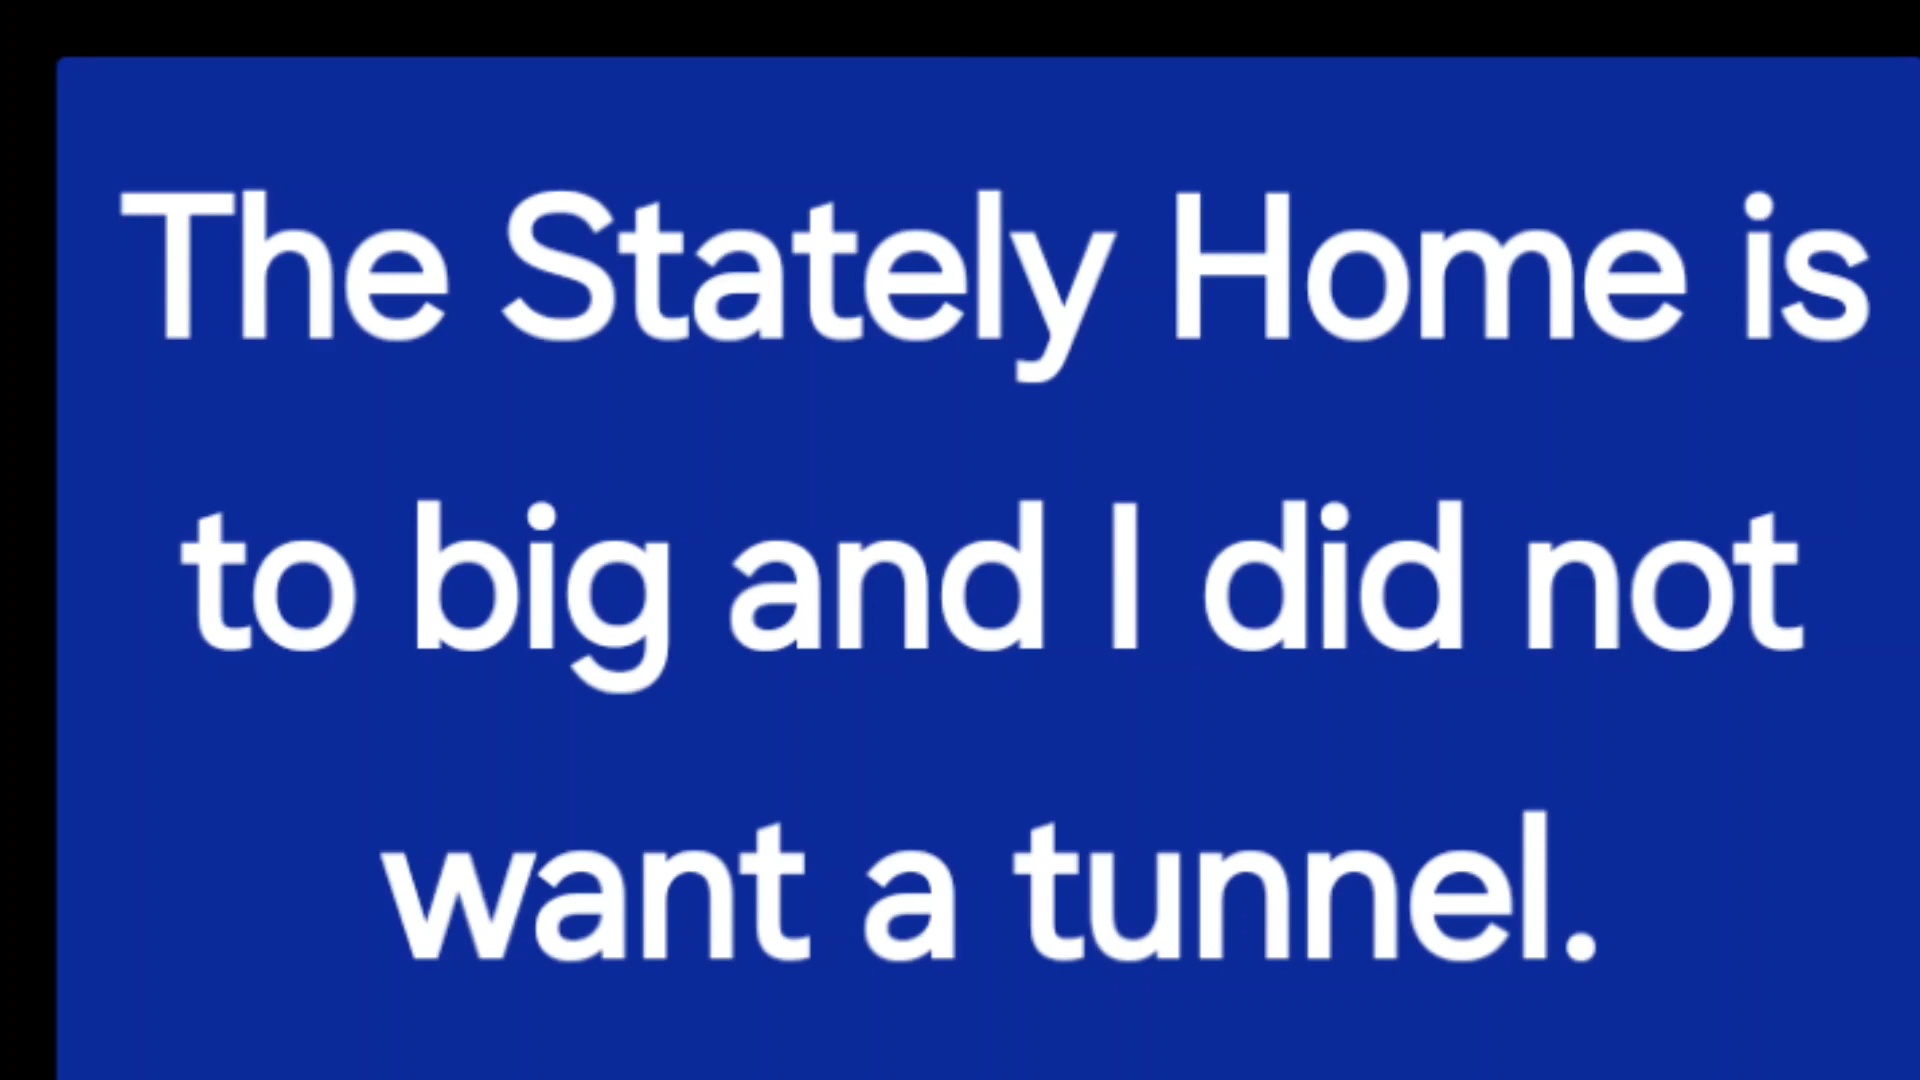 The Stately Home is
to big and I did not
want a tunnel.